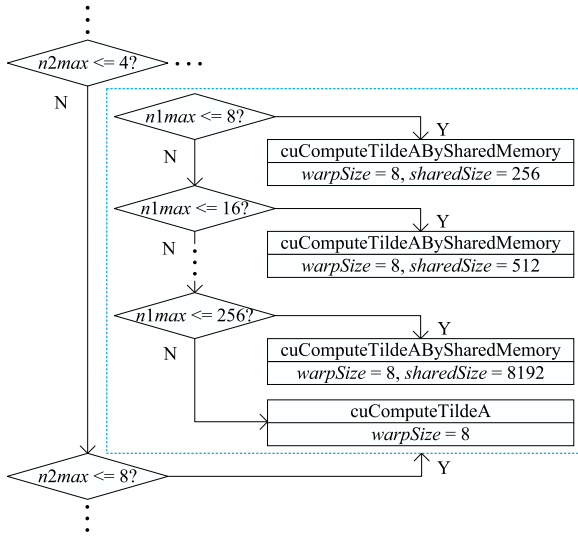 n2max <= 4?
N
n1max <= 8?
Y
N
cuComputeTildeABySharedMemory
warpSize = 8, sharedSize = 256
n1max <= 16?
Y
N
cuComputeTildeABySharedMemory
warpSize = 8, sharedSize = 512
n1max <= 256?
Y
N
cuComputeTildeABySharedMemory
warpSize = 8, sharedSize = 8192
cuComputeTildeA
warpSize = 8
n2max <= 8?
Y